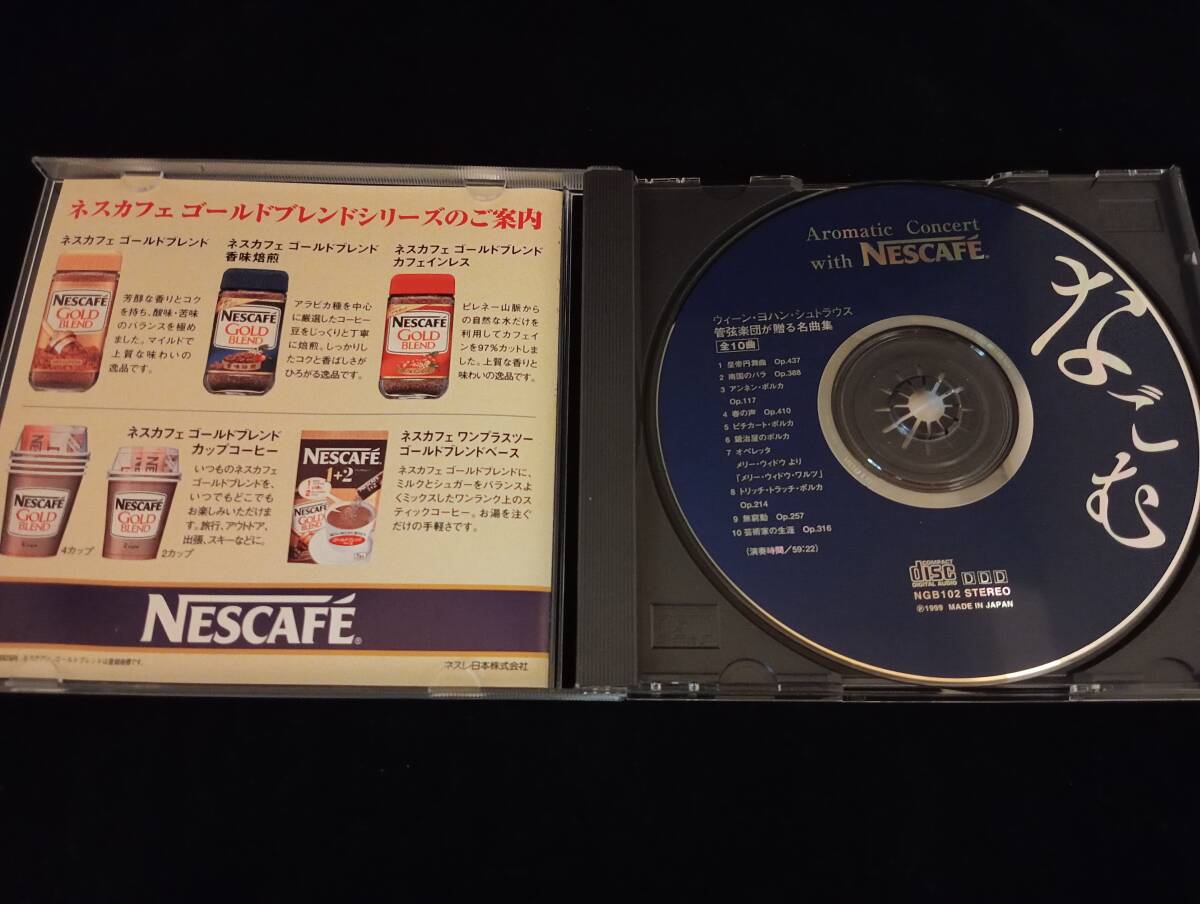 ネスカフェ ゴールドブレンドシリーズのご案内
ネスカフェ ゴールドブレンド
NESCAFÉ
GOLD
BLEND
芳醇な香りとコク
を持ち、酸味・苦味
のバランスを極め
ました。マイルドで
上質な味わいの
逸品です。
ネスカフェ ゴールドブレンド
香味焙煎
NESCAFÉ
GOLD
BLEND
香味焙煎
アラビカ種を中心
に厳選したコーヒー
豆をじっくりと丁寧
に焙煎。しっかりし
たコクと香ばしさが
ひろがる逸品です。
ネスカフェ ゴールドブレンド
カフェインレス
NESCAFÉ
GOLD
BLEND
ピレネー山脈から
の自然な水だけを
利用してカフェイ
ンを97%カットしま
した。上質な香りと
味わいの逸品です。
NESCAFÉ
GOLD
BLEND
4カップ
NESCAFÉ
GOLD
BLEND
2カップ
ネスカフェ ゴールドブレンド
カップコーヒー
いつものネスカフェ
ゴールドブレンドを、
いつでもどこでも
お楽しみいただけま
す。旅行、アウトドア、
出張、スキーなどに。
NESCAFÉ
1+2
ネスカフェ ワンプラスツー
ゴールドブレンドベース
ネスカフェ ゴールドブレンドに、
ミルクとシュガーをバランスよ
くミックスしたワンランク上のス
ティックコーヒー。お湯を注ぐ
だけの手軽さです。
NESCAFÉ®
ネスレ日本株式会社
Aromatic Concert
with NESCAFÉ®
ウィーン・ヨハン・シュトラウス
管弦楽団が贈る名曲集
全10曲
1 皇帝円舞曲 Op.437
2 南国のバラ Op.388
3 アンネン・ポルカ
Op.117
4 春の声 Op.410
5 ピチカート・ポルカ
6 鍛冶屋のポルカ
7 オペレッタ
メリー・ウィドウ より
「メリー・ウィドウ・ワルツ」
8 トリッチ・トラッチ・ポルカ
Op.214
9 無窮動 Op.257
10 芸術家の生涯 Op.316
(演奏時間/59:22)
COMPACT
disc
DIGITAL AUDIO
DDD
NGB102 STEREO
℗1999 MADE IN JAPAN
なごむ